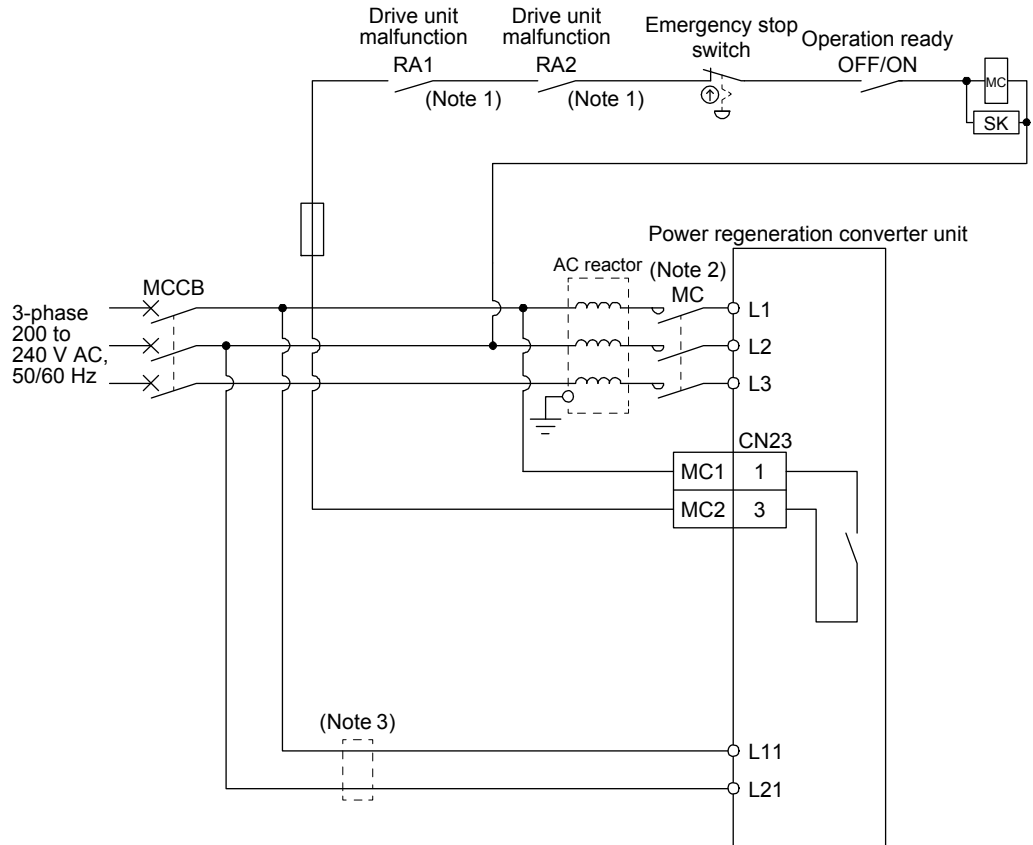 Drive unit
malfunction
RA1
(Note 1)
Drive unit
malfunction
RA2
(Note 1)
Emergency stop
switch
Operation ready
OFF/ON
MC
SK
Power regeneration converter unit
AC reactor
(Note 2)
MC
MCCB
3-phase
200 to
240 V AC,
50/60 Hz
L1
L2
L3
CN23
MC1
1
MC2
3
(Note 3)
L11
L21